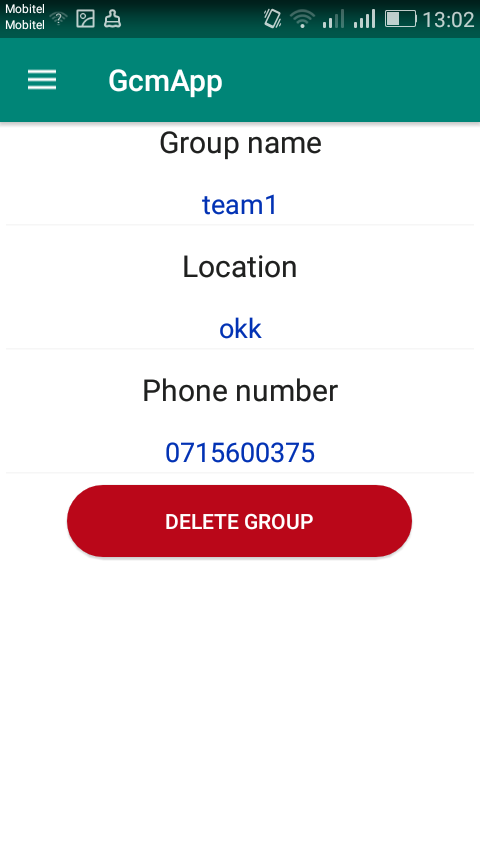 Mobitel
Mobitel
13:02
GcmApp
Group name
team1
Location
okk
Phone number
0715600375
DELETE GROUP